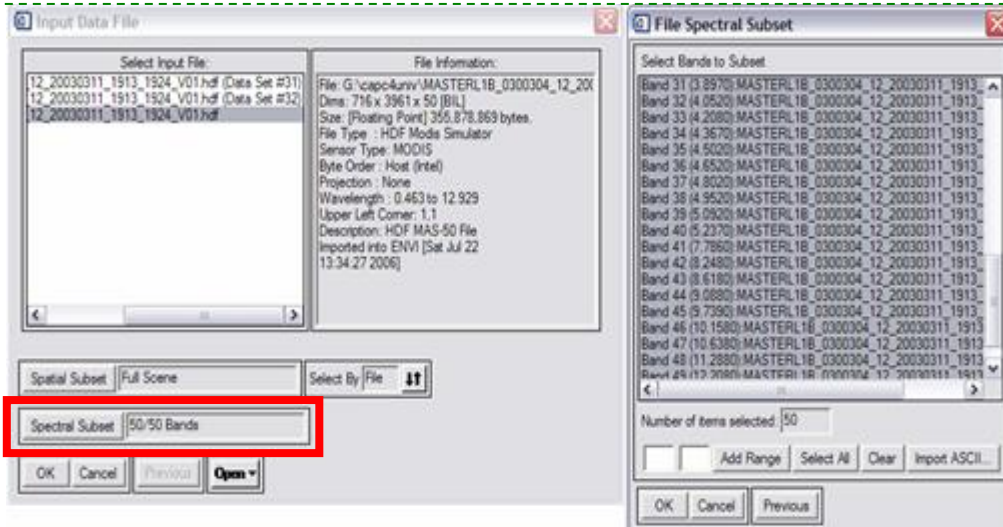 Input Data File
Select Input File:
12_20030311_1913_1924_V01.hdf (Data Set #31)
12_20030311_1913_1924_V01.hdf (Data Set #32)
12_20030311_1913_1924_V01.hdf
File Information:
File: G:\capc4univ\MASTERL1B_0300304_12_200
Dims: 716 x 3961 x 50 [BIL]
Size: [Floating Point] 355,878,869 bytes.
File Type : HDF Modis Simulator
Sensor Type: MODIS
Byte Order : Host (Intel)
Projection : None
Wavelength : 0.463 to 12.929
Upper Left Corner: 1,1
Description: HDF MAS-50 File
Imported into ENVI [Sat Jul 22
13:34:27 2006]
Spatial Subset Full Scene
Select By File
Spectral Subset 50/50 Bands
OK Cancel Previous Open
File Spectral Subset
Select Bands to Subset
Band 31 (3.8970):MASTERL1B_0300304_12_20030311_1913_
Band 32 (4.0520):MASTERL1B_0300304_12_20030311_1913_
Band 33 (4.2080):MASTERL1B_0300304_12_20030311_1913_
Band 34 (4.3670):MASTERL1B_0300304_12_20030311_1913_
Band 35 (4.5020):MASTERL1B_0300304_12_20030311_1913_
Band 36 (4.6520):MASTERL1B_0300304_12_20030311_1913_
Band 37 (4.8020):MASTERL1B_0300304_12_20030311_1913_
Band 38 (4.9520):MASTERL1B_0300304_12_20030311_1913_
Band 39 (5.0920):MASTERL1B_0300304_12_20030311_1913_
Band 40 (5.2370):MASTERL1B_0300304_12_20030311_1913_
Band 41 (7.7860):MASTERL1B_0300304_12_20030311_1913_
Band 42 (8.2480):MASTERL1B_0300304_12_20030311_1913_
Band 43 (8.6180):MASTERL1B_0300304_12_20030311_1913_
Band 44 (9.0880):MASTERL1B_0300304_12_20030311_1913_
Band 45 (9.7390):MASTERL1B_0300304_12_20030311_1913_
Band 46 (10.1580):MASTERL1B_0300304_12_20030311_1913
Band 47 (10.6380):MASTERL1B_0300304_12_20030311_1913
Band 48 (11.2880):MASTERL1B_0300304_12_20030311_1913
Band 49 (12.2080):MASTERL1B_0300304_12_20030311_1913
Number of items selected: 50
Add Range Select All Clear Import ASCII...
OK Cancel Previous